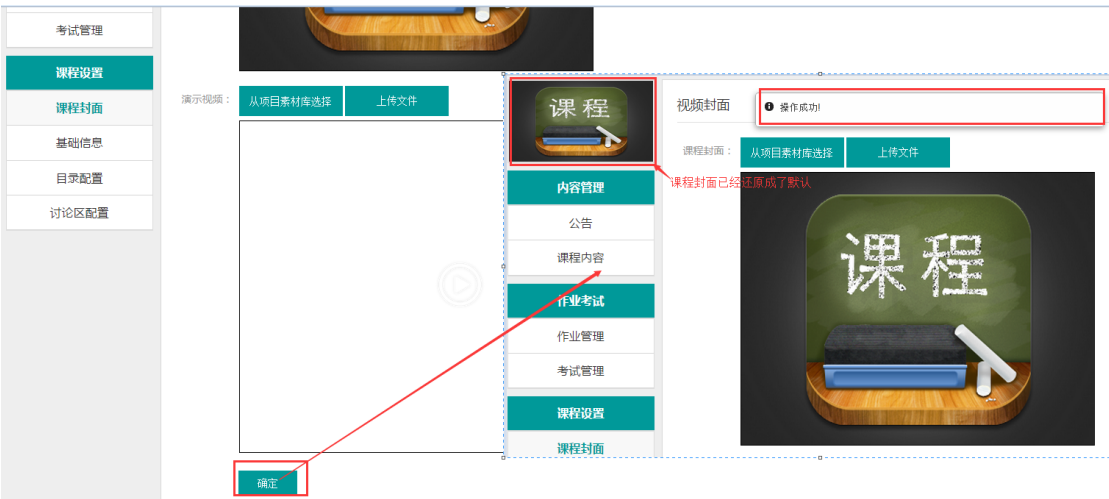 考试管理
课程设置
课程封面
基础信息
目录配置
讨论区配置
演示视频：
从项目素材库选择
上传文件
确定
课程
内容管理
公告
课程内容
作业考试
作业管理
考试管理
课程设置
课程封面
视频封面
操作成功!
课程封面：
从项目素材库选择
上传文件
课程封面已经还原成了默认
课程